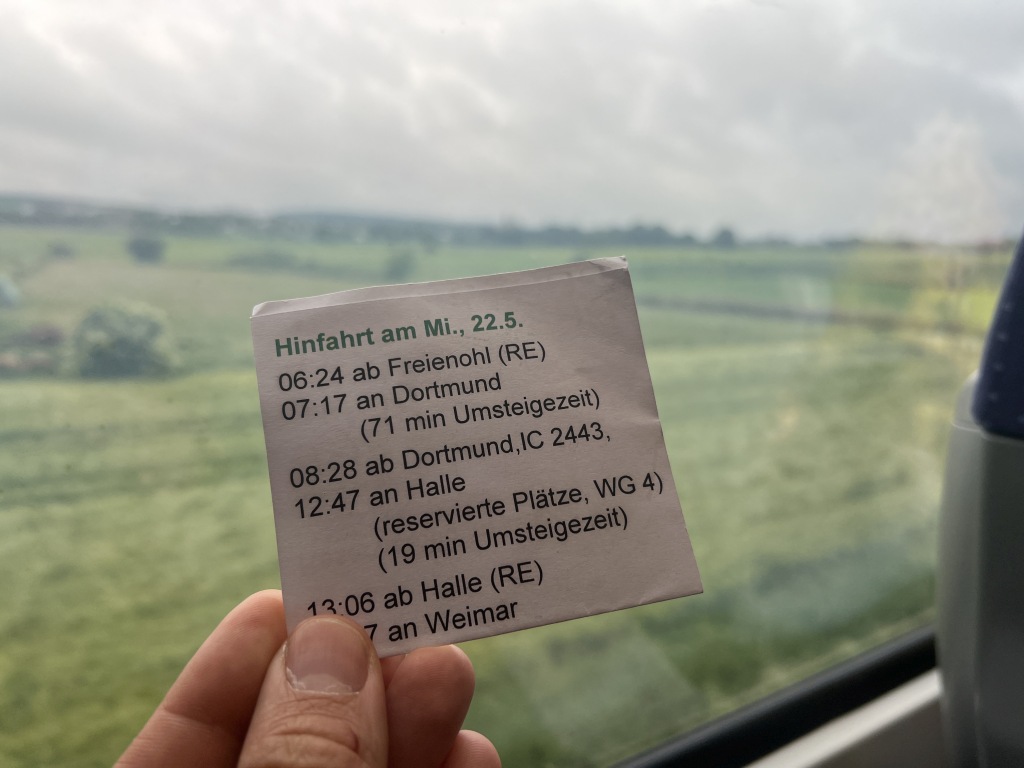 Hinfahrt am Mi., 22.5.
06:24 ab Freienohl (RE)
07:17 an Dortmund
(71 min Umsteigezeit)
08:28 ab Dortmund,IC 2443,
12:47 an Halle
(reservierte Plätze, WG 4)
(19 min Umsteigezeit)
13:06 ab Halle (RE)
an Weimar